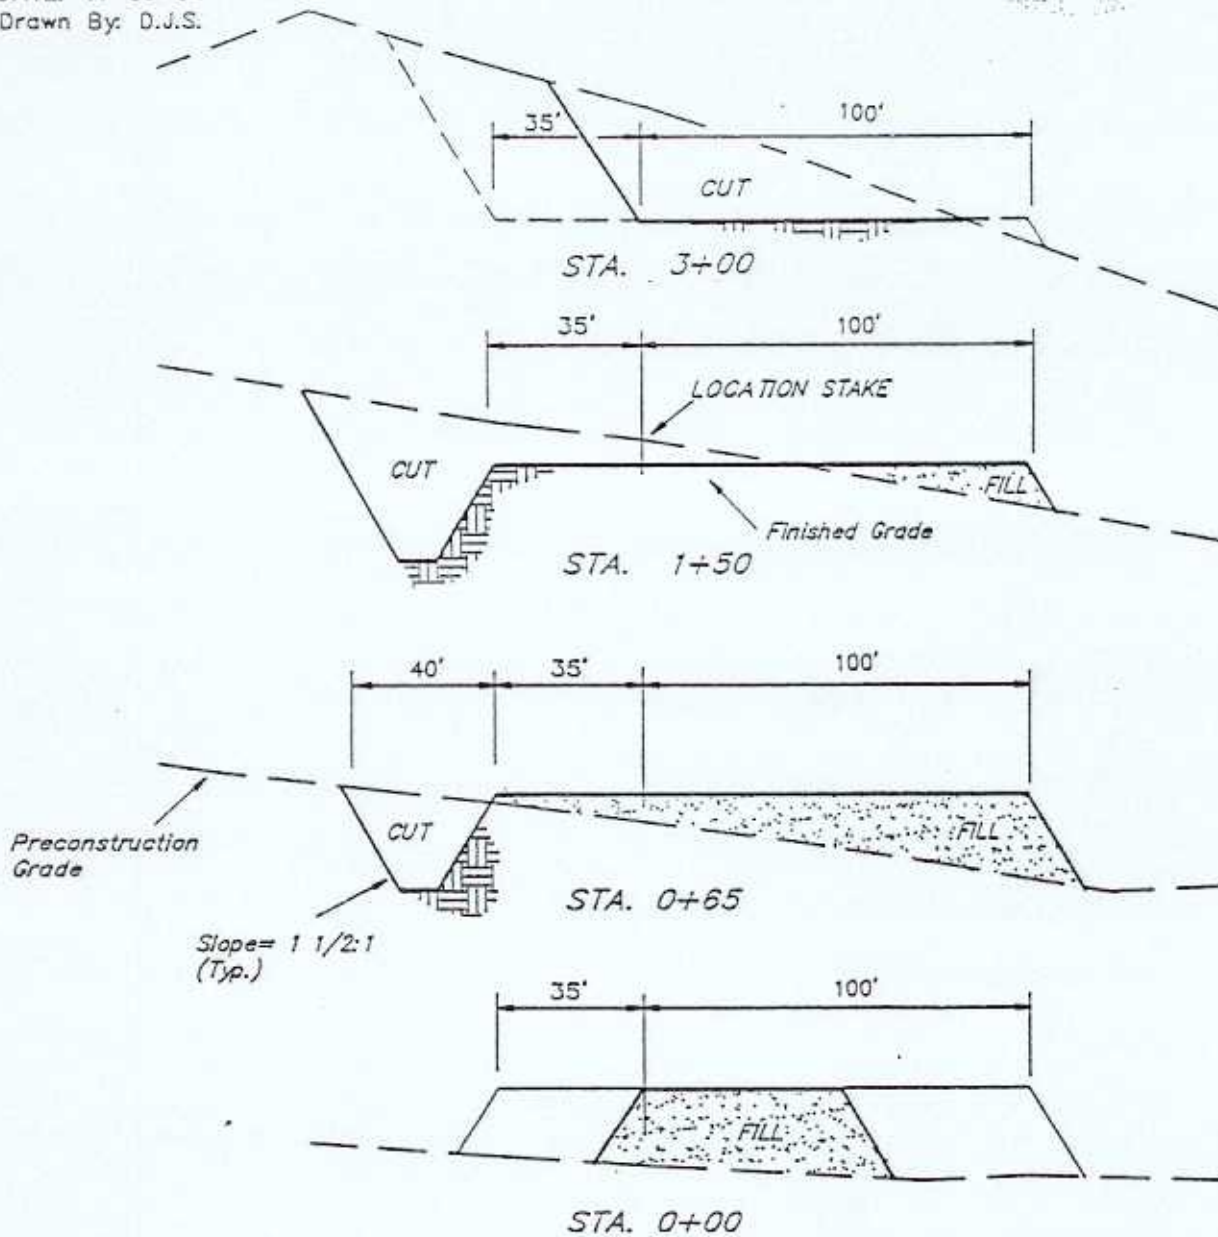 Drawn By: D.J.S.
35'
100'
CUT
STA. 3+00
35'
100'
LOCATION STAKE
CUT
FILL
Finished Grade
STA. 1+50
40'
35'
100'
Preconstruction
Grade
CUT
FILL
STA. 0+65
Slope= 1 1/2:1
(Typ.)
35'
100'
FILL
STA. 0+00